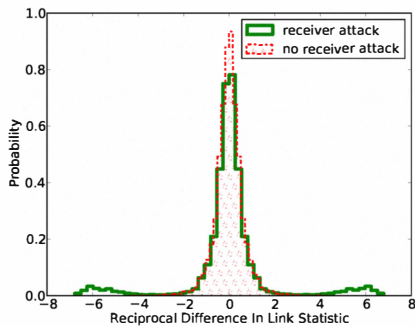 1.0
receiver attack
no receiver attack
0.8
0.6
0.4
0.2
0.0
Probability
−8 −6 −4 −2 0 2 4 6 8
Reciprocal Difference In Link Statistic